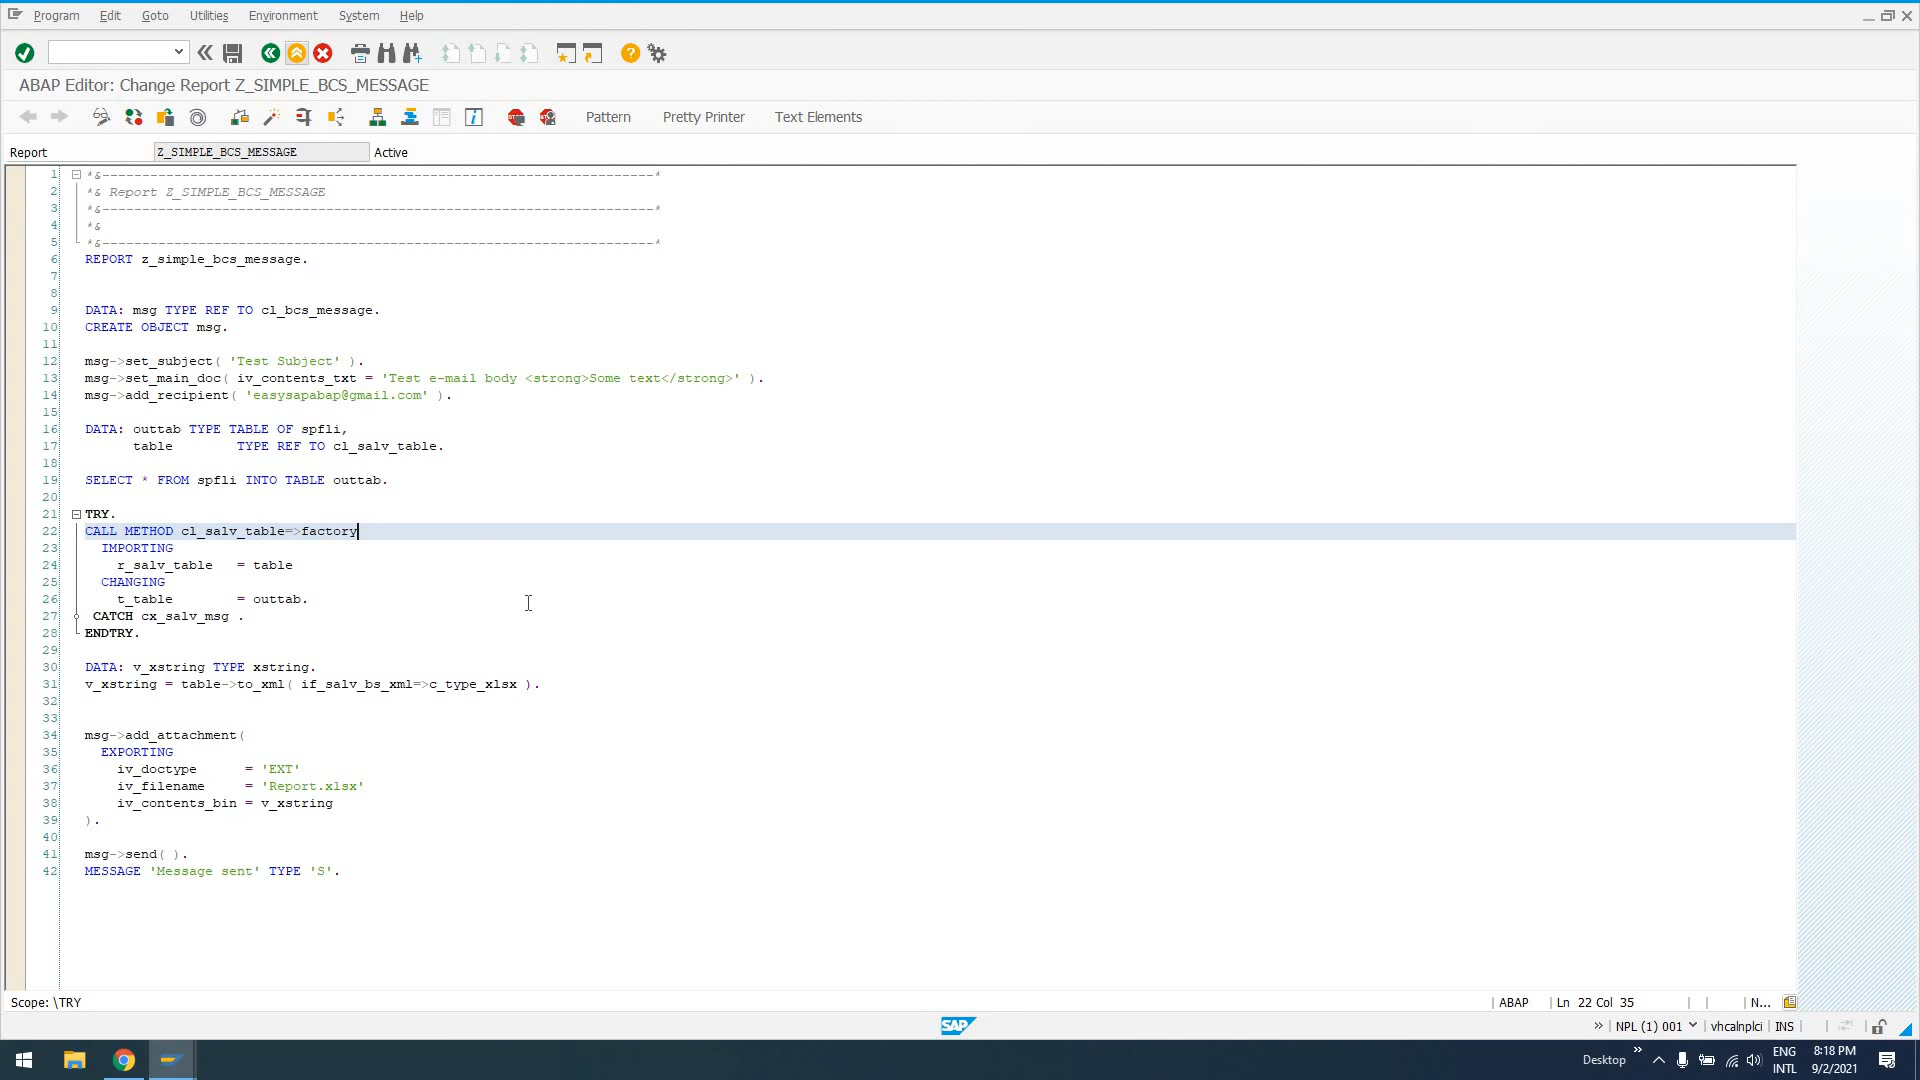 Program Edit Goto Utilities Environment System Help
ABAP Editor: Change Report Z_SIMPLE_BCS_MESSAGE
Pattern Pretty Printer Text Elements
Report Z_SIMPLE_BCS_MESSAGE Active
1 *&---------------------------------------------------------------------*
2 *& Report Z_SIMPLE_BCS_MESSAGE
3 *&---------------------------------------------------------------------*
4 *&
5 *&---------------------------------------------------------------------*
6 REPORT z_simple_bcs_message.
7
8
9 DATA: msg TYPE REF TO cl_bcs_message.
10 CREATE OBJECT msg.
11
12 msg->set_subject( 'Test Subject' ).
13 msg->set_main_doc( iv_contents_txt = 'Test e-mail body <strong>Some text</strong>' ).
14 msg->add_recipient( 'easysapabap@gmail.com' ).
15
16 DATA: outtab TYPE TABLE OF spfli,
17 table TYPE REF TO cl_salv_table.
18
19 SELECT * FROM spfli INTO TABLE outtab.
20
21 TRY.
22 CALL METHOD cl_salv_table=>factory
23 IMPORTING
24 r_salv_table = table
25 CHANGING
26 t_table = outtab.
27 CATCH cx_salv_msg .
28 ENDTRY.
29
30 DATA: v_xstring TYPE xstring.
31 v_xstring = table->to_xml( if_salv_bs_xml=>c_type_xlsx ).
32
33
34 msg->add_attachment(
35 EXPORTING
36 iv_doctype = 'EXT'
37 iv_filename = 'Report.xlsx'
38 iv_contents_bin = v_xstring
39 ).
40
41 msg->send( ).
42 MESSAGE 'Message sent' TYPE 'S'.
Scope: \TRY ABAP Ln 22 Col 35 N...
SAP » NPL (1) 001 vhcalnplci INS
Desktop » ENG 8:18 PM
INTL 9/2/2021